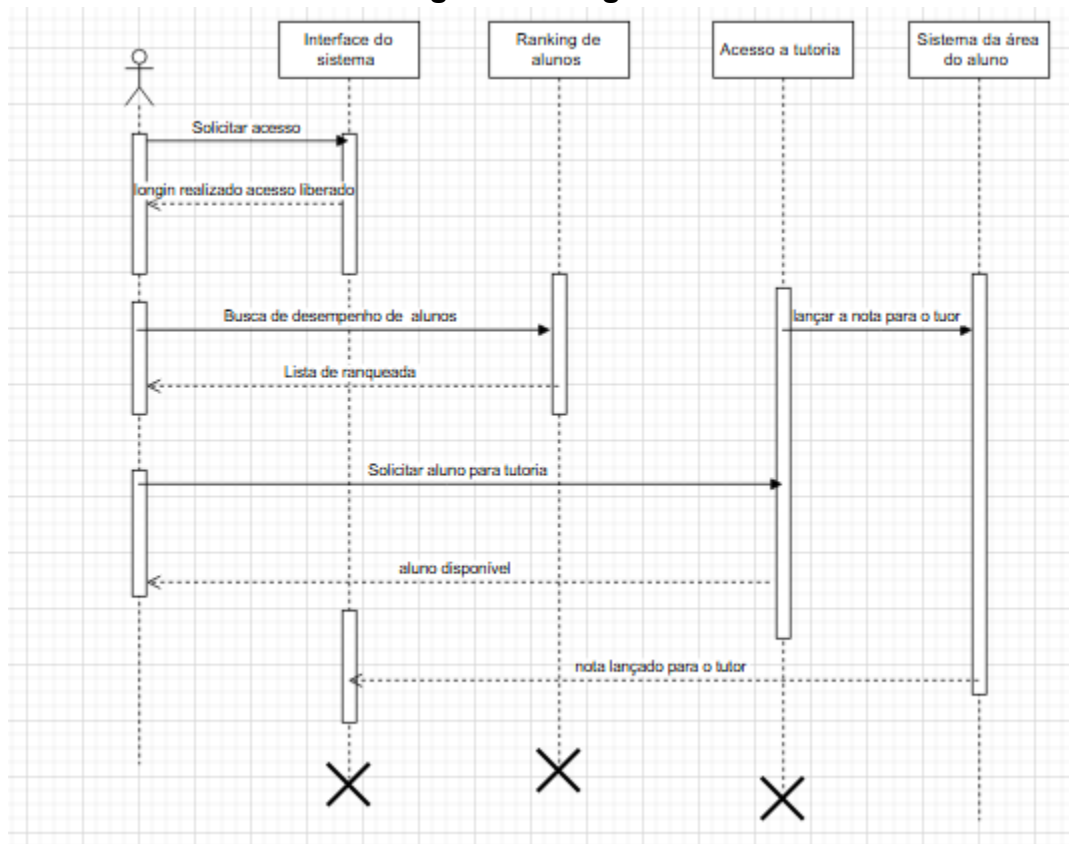 Interface do
sistema
Ranking de
alunos
Acesso a tutoria
Sistema da área
do aluno
Solicitar acesso
longin realizado acesso liberado
Busca de desempenho de alunos
lançar a nota para o tuor
Lista de ranqueada
Solicitar aluno para tutoria
aluno disponível
nota lançado para o tutor